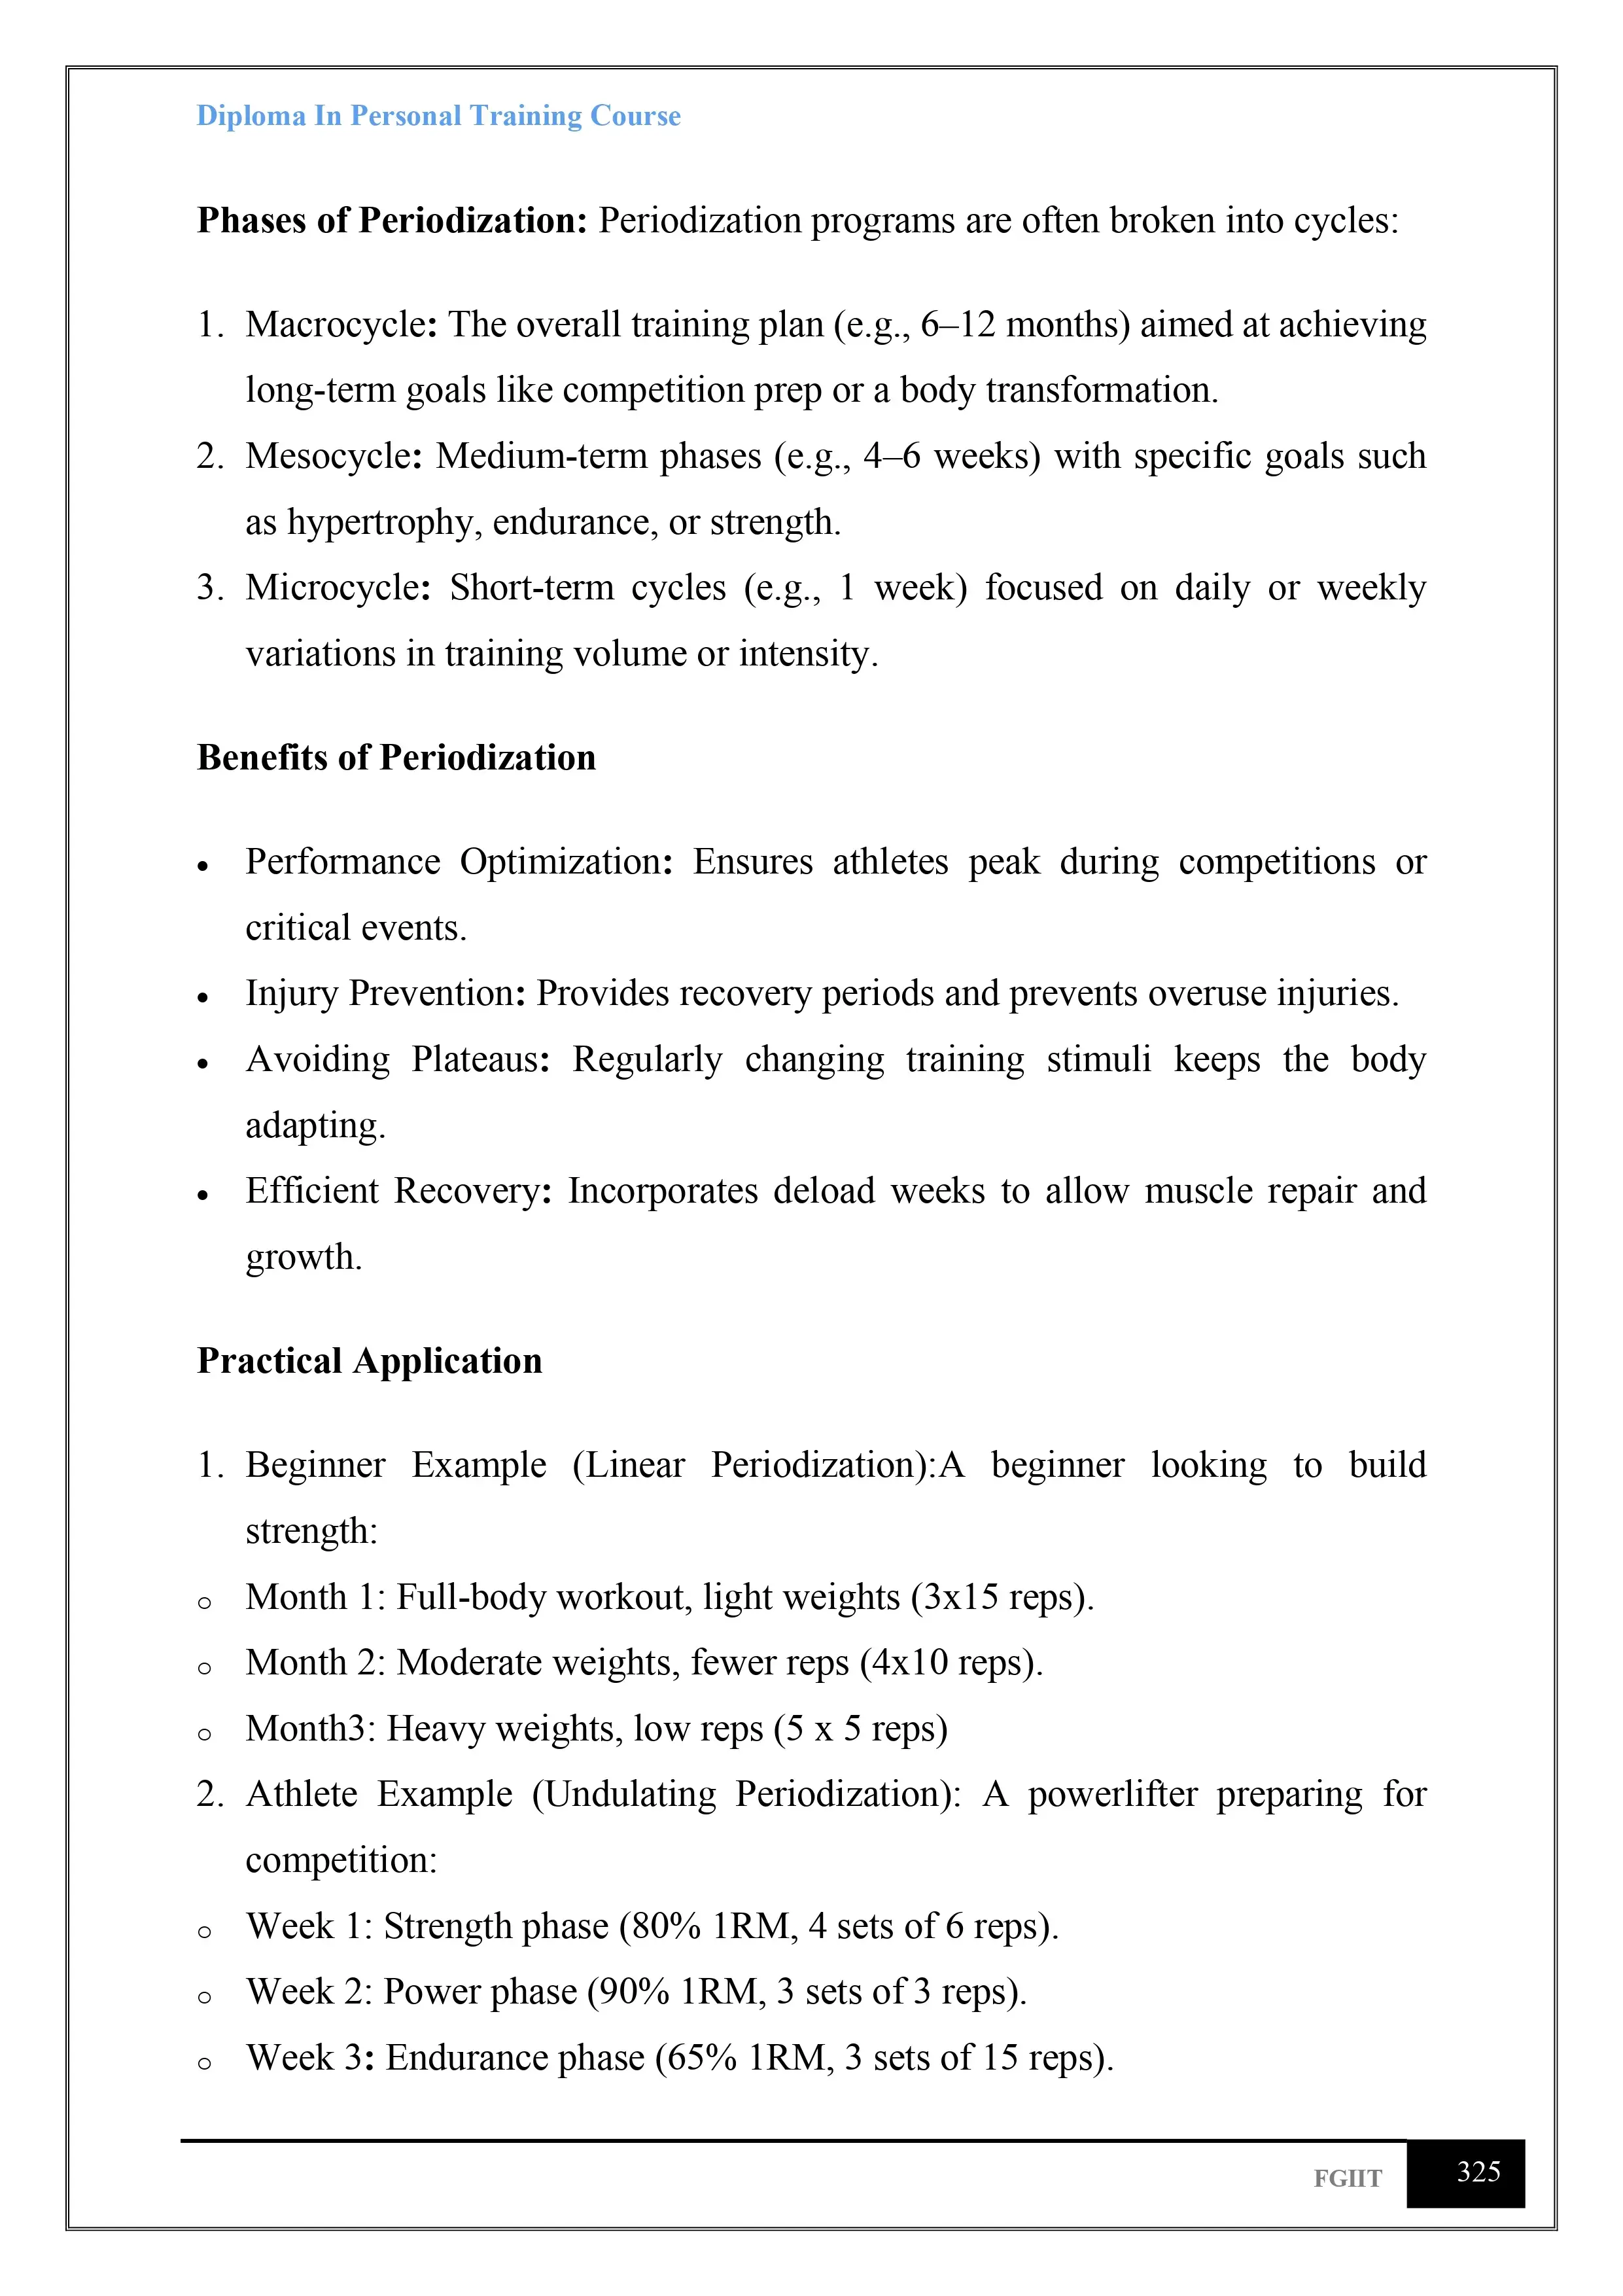 Diploma In Personal Training Course
Phases of Periodization: Periodization programs are often broken into cycles:
1. Macrocycle: The overall training plan (e.g., 6–12 months) aimed at achieving
long-term goals like competition prep or a body transformation.
2. Mesocycle: Medium-term phases (e.g., 4–6 weeks) with specific goals such
as hypertrophy, endurance, or strength.
3. Microcycle: Short-term cycles (e.g., 1 week) focused on daily or weekly
variations in training volume or intensity.
Benefits of Periodization
• Performance Optimization: Ensures athletes peak during competitions or
critical events.
• Injury Prevention: Provides recovery periods and prevents overuse injuries.
• Avoiding Plateaus: Regularly changing training stimuli keeps the body
adapting.
• Efficient Recovery: Incorporates deload weeks to allow muscle repair and
growth.
Practical Application
1. Beginner Example (Linear Periodization):A beginner looking to build
strength:
o Month 1: Full-body workout, light weights (3x15 reps).
o Month 2: Moderate weights, fewer reps (4x10 reps).
o Month3: Heavy weights, low reps (5 x 5 reps)
2. Athlete Example (Undulating Periodization): A powerlifter preparing for
competition:
o Week 1: Strength phase (80% 1RM, 4 sets of 6 reps).
o Week 2: Power phase (90% 1RM, 3 sets of 3 reps).
o Week 3: Endurance phase (65% 1RM, 3 sets of 15 reps).
FGIIT 325